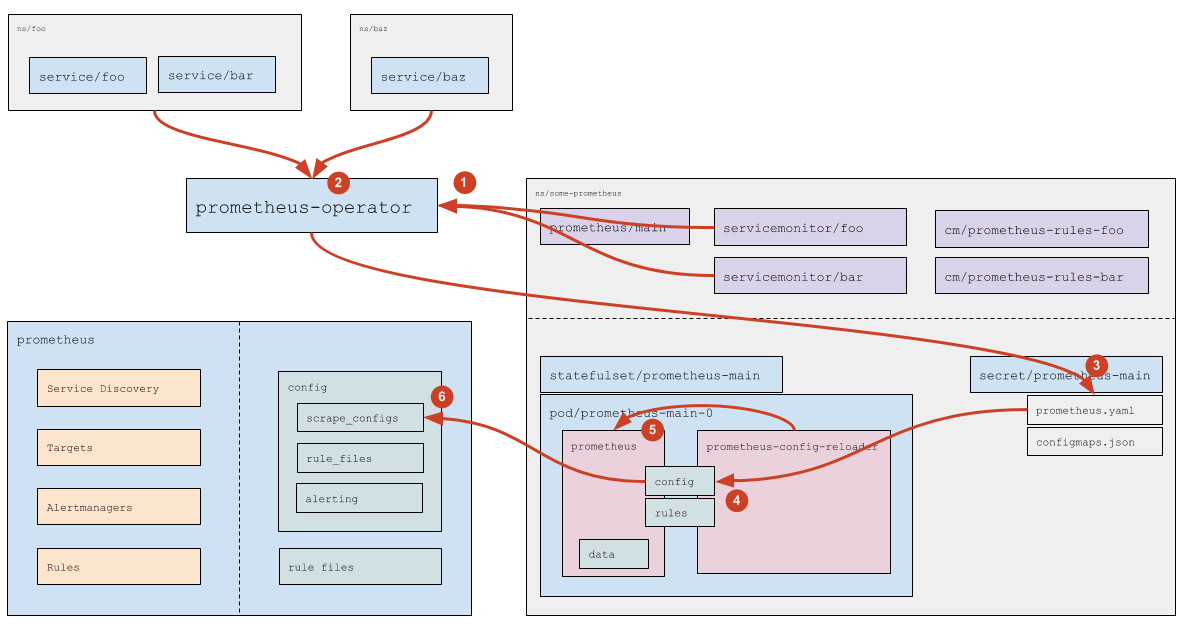 ns/foo
service/foo
service/bar
ns/baz
service/baz
prometheus-operator
2
1
ns/some-prometheus
prometheus/main
servicemonitor/foo
cm/prometheus-rules-foo
servicemonitor/bar
cm/prometheus-rules-bar
prometheus
Service Discovery
Targets
Alertmanagers
Rules
config
scrape_configs
rule_files
alerting
rule files
6
statefulset/prometheus-main
pod/prometheus-main-0
prometheus
5
prometheus-config-reloader
config
rules
data
4
secret/prometheus-main
3
prometheus.yaml
configmaps.json